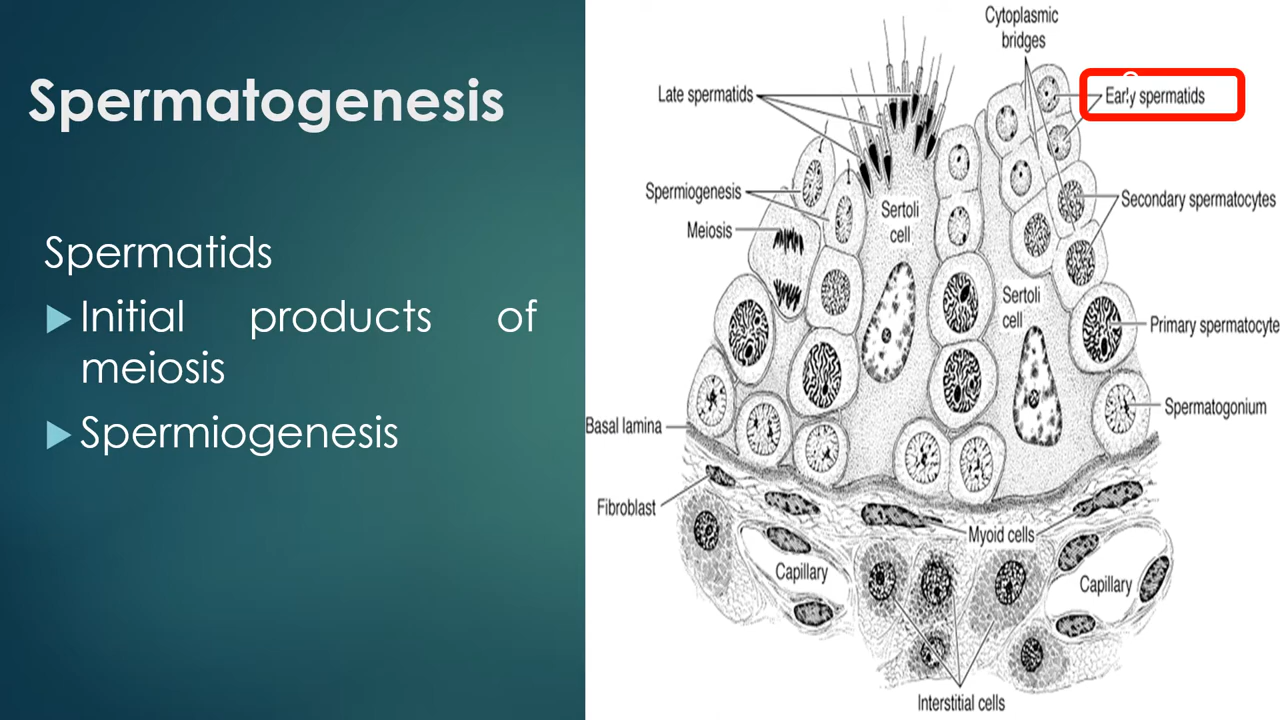 Spermatogenesis
Spermatids
Initial products of
meiosis
Spermiogenesis
Cytoplasmic
bridges
Late spermatids
Early spermatids
Spermiogenesis
Secondary spermatocytes
Meiosis
Sertoli
cell
Sertoli
cell
Primary spermatocyte
Spermatogonium
Basal lamina
Fibroblast
Myoid cells
Capillary
Capillary
Interstitial cells